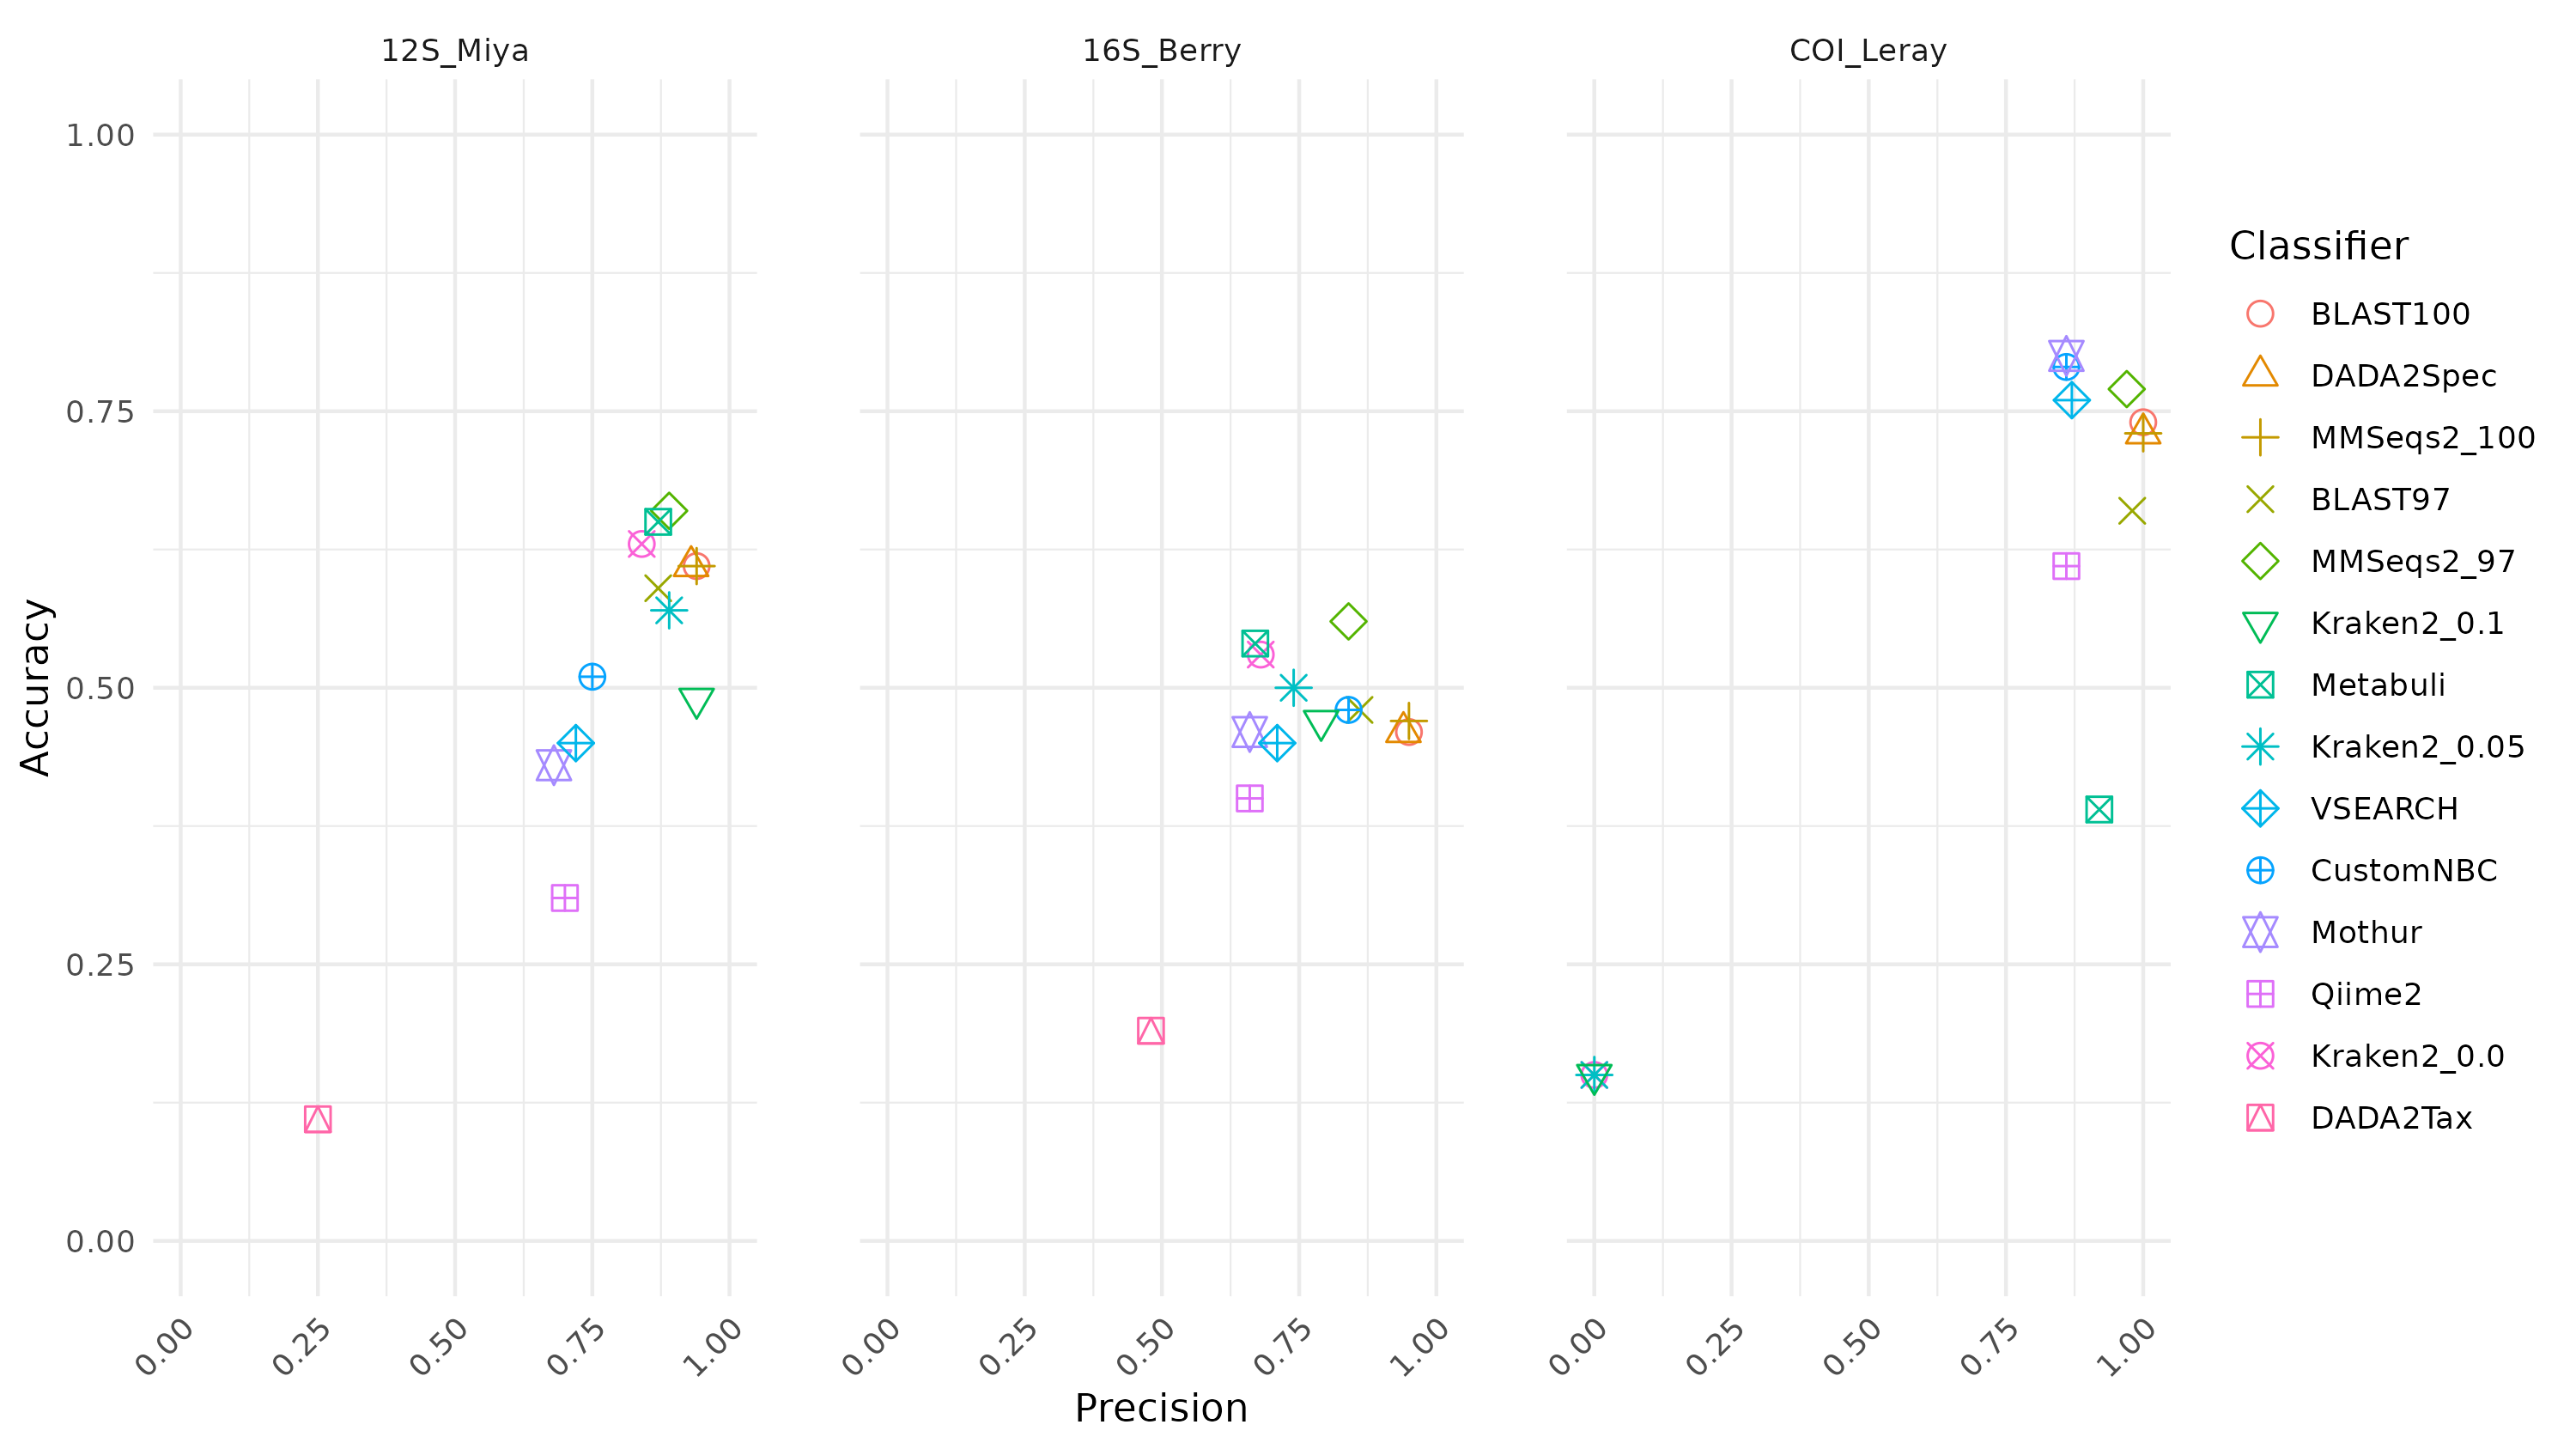 12S_Miya
16S_Berry
COI_Leray
Accuracy
1.00
0.75
0.50
0.25
0.00
0.00 0.25 0.50 0.75 1.00
0.00 0.25 0.50 0.75 1.00
0.00 0.25 0.50 0.75 1.00
Precision
Classifier
BLAST100
DADA2Spec
MMSeqs2_100
BLAST97
MMSeqs2_97
Kraken2_0.1
Metabuli
Kraken2_0.05
VSEARCH
CustomNBC
Mothur
Qiime2
Kraken2_0.0
DADA2Tax